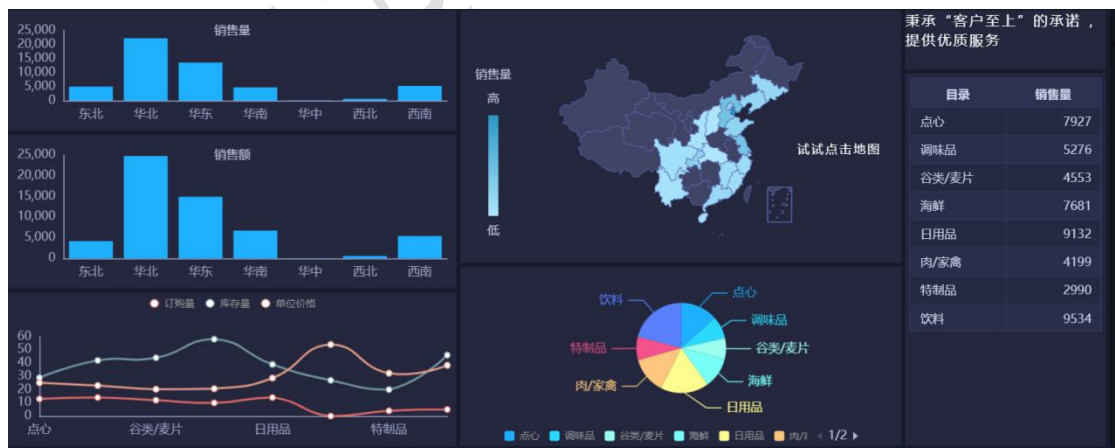 销售量
25,000
20,000
15,000
10,000
5,000
0
东北 华北 华东 华南 华中 西北 西南
销售额
25,000
20,000
15,000
10,000
5,000
0
东北 华北 华东 华南 华中 西北 西南
订购量 库存量 单位价格
60
50
40
30
20
10
0
点心 谷类/麦片 日用品 特制品
销售量
高
低
试试点击地图
饮料
点心
调味品
特制品
谷类/麦片
海鲜
肉/家禽
日用品
点心 调味品 谷类/麦片 海鲜 日用品 1/2
秉承“客户至上”的承诺，
提供优质服务
目录 销售量
点心 7927
调味品 5276
谷类/麦片 4553
海鲜 7681
日用品 9132
肉/家禽 4199
特制品 2990
饮料 9534